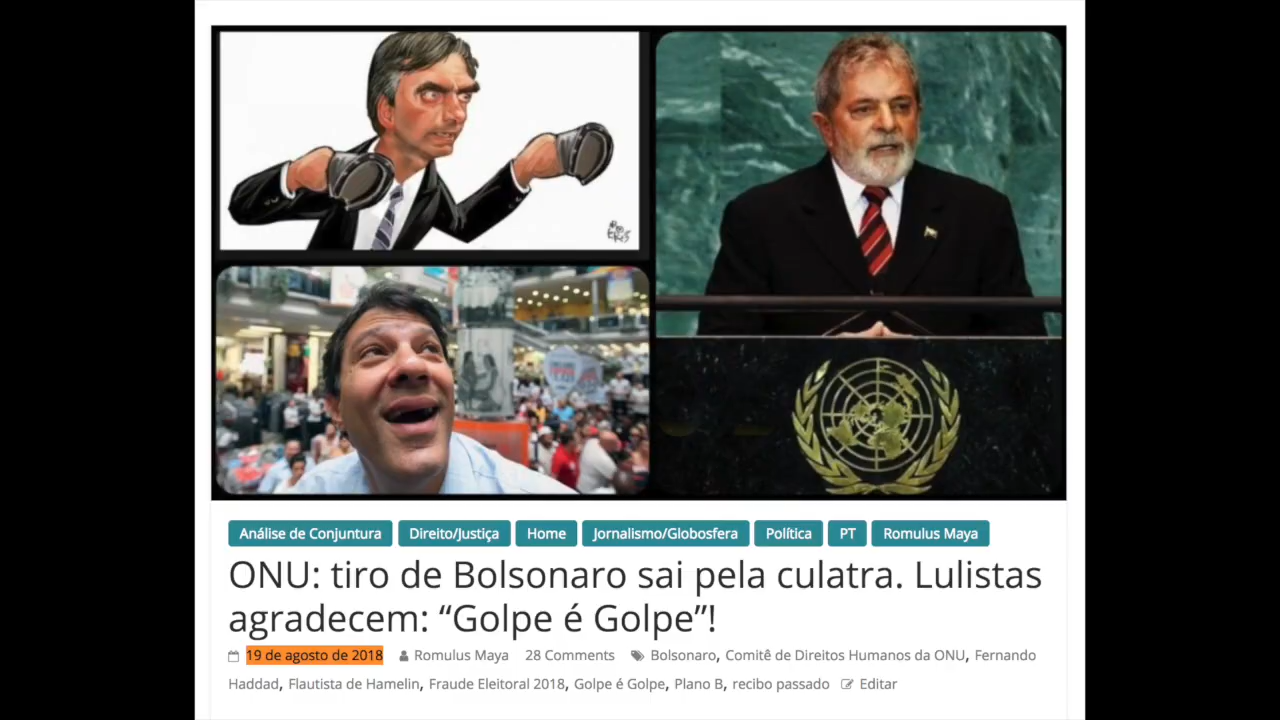 Análise de Conjuntura Direito/Justiça Home Jornalismo/Globosfera Política PT Romulus Maya
ONU: tiro de Bolsonaro sai pela culatra. Lulistas
agradecem: “Golpe é Golpe”!
19 de agosto de 2018 Romulus Maya 28 Comments Bolsonaro, Comitê de Direitos Humanos da ONU, Fernando
Haddad, Flautista de Hamelin, Fraude Eleitoral 2018, Golpe é Golpe, Plano B, recibo passado Editar